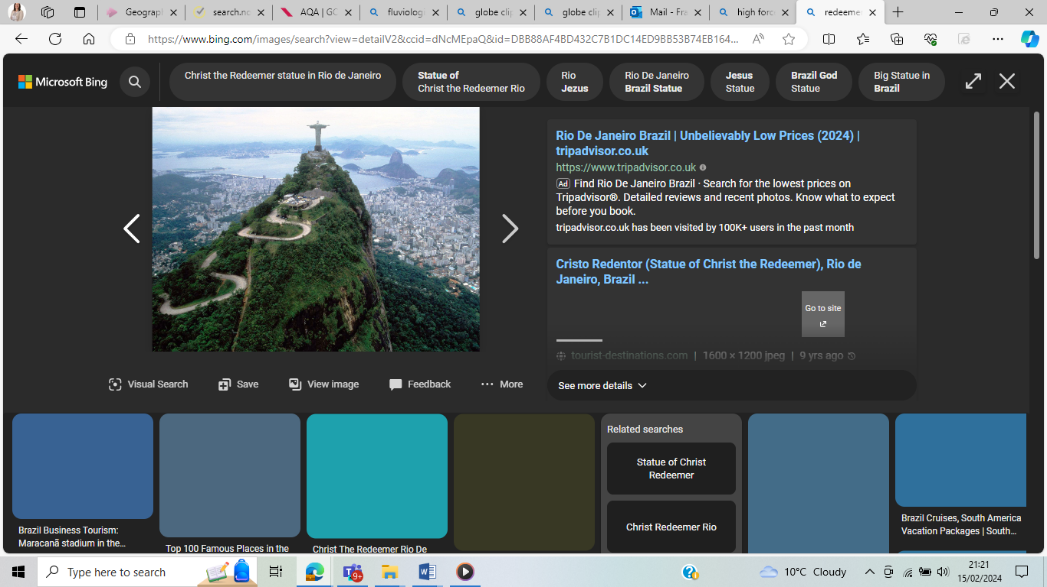 Geograpl
search.nc
AQA | GC
fluviologi
globe clip
globe clip
Mail - Fra
high forc
redeeme
https://www.bing.com/images/search?view=detailV2&ccid=dNcMEpaQ&id=DBB88AF4BD432C7B1DC14ED9BB53B74EB164...
Microsoft Bing
Christ the Redeemer statue in Rio de Janeiro
Statue of
Christ the Redeemer Rio
Rio
Jezus
Rio De Janeiro
Brazil Statue
Jesus
Statue
Brazil God
Statue
Big Statue in
Brazil
Rio De Janeiro Brazil | Unbelievably Low Prices (2024) |
tripadvisor.co.uk
https://www.tripadvisor.co.uk
Ad Find Rio De Janeiro Brazil · Search for the lowest prices on
Tripadvisor®. Detailed reviews and recent photos. Know what to expect
before you book.
tripadvisor.co.uk has been visited by 100K+ users in the past month
Cristo Redentor (Statue of Christ the Redeemer), Rio de
Janeiro, Brazil ...
Go to site
tourist-destinations.com | 1600 × 1200 jpeg | 9 yrs ago
See more details
Visual Search
Save
View image
Feedback
More
Brazil Business Tourism:
Maracanã stadium in the...
Top 100 Famous Places in the
Christ The Redeemer Rio De
Related searches
Statue of Christ
Redeemer
Christ Redeemer Rio
Brazil Cruises, South America
Vacation Packages | South...
Type here to search
9+
10°C Cloudy
21:21
15/02/2024